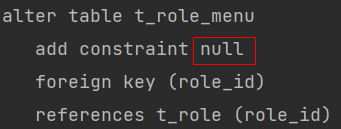 alter table t_role_menu
add constraint null
foreign key (role_id)
references t_role (role_id)